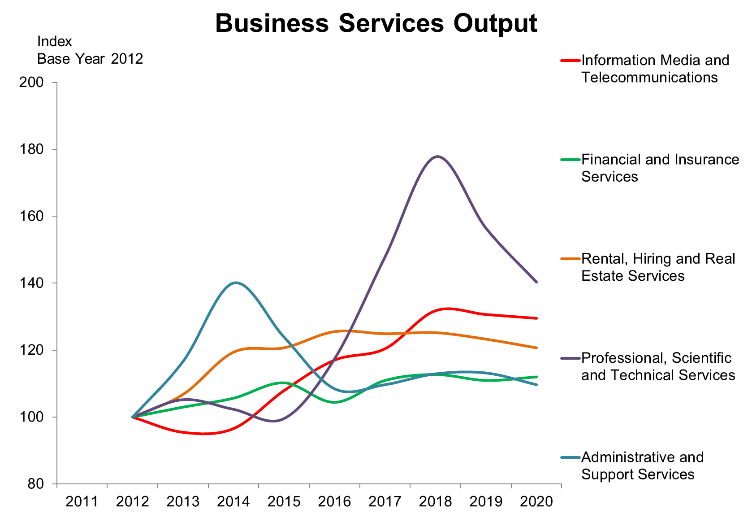 Business Services Output
Index
Base Year 2012
200
180
160
140
120
100
80
2011 2012 2013 2014 2015 2016 2017 2018 2019 2020
Information Media and
Telecommunications
Financial and Insurance
Services
Rental, Hiring and Real
Estate Services
Professional, Scientific
and Technical Services
Administrative and
Support Services